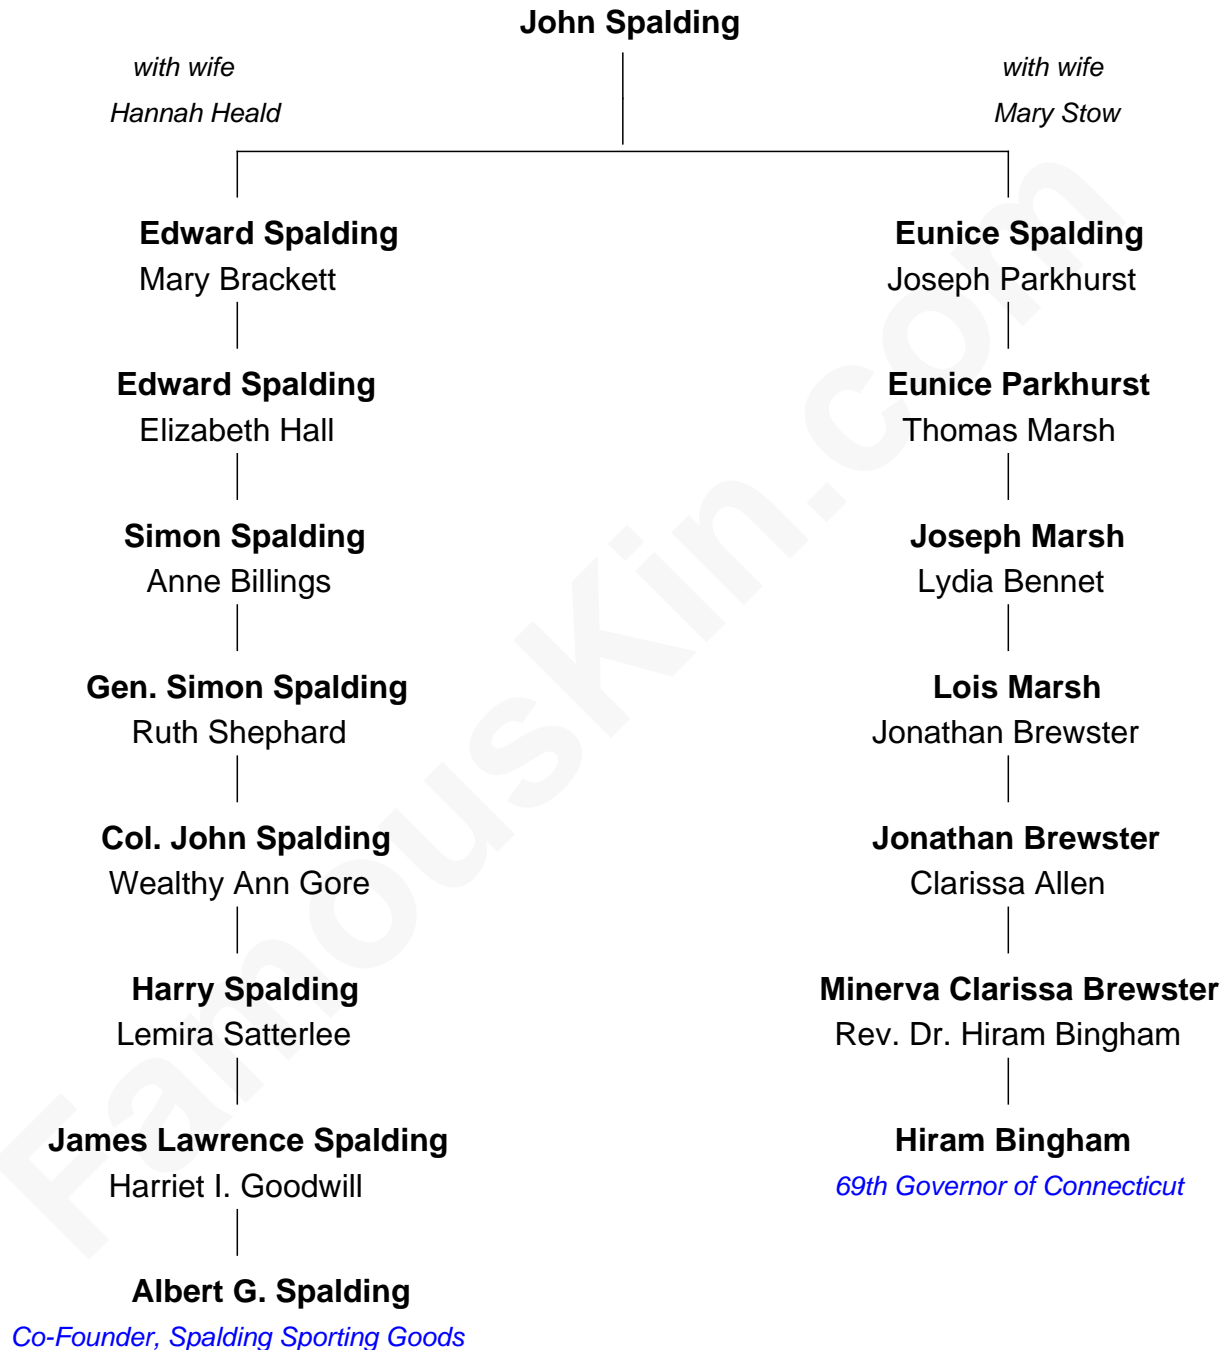 John Spalding
with wife
Hannah Heald
with wife
Mary Stow
Edward Spalding
Mary Brackett
Eunice Spalding
Joseph Parkhurst
Edward Spalding
Elizabeth Hall
Eunice Parkhurst
Thomas Marsh
Simon Spalding
Anne Billings
Joseph Marsh
Lydia Bennet
Gen. Simon Spalding
Ruth Shephard
Lois Marsh
Jonathan Brewster
Col. John Spalding
Wealthy Ann Gore
Jonathan Brewster
Clarissa Allen
Harry Spalding
Lemira Satterlee
Minerva Clarissa Brewster
Rev. Dr. Hiram Bingham
James Lawrence Spalding
Harriet I. Goodwill
Hiram Bingham
69th Governor of Connecticut
Albert G. Spalding
Co-Founder, Spalding Sporting Goods
FamousKin.com